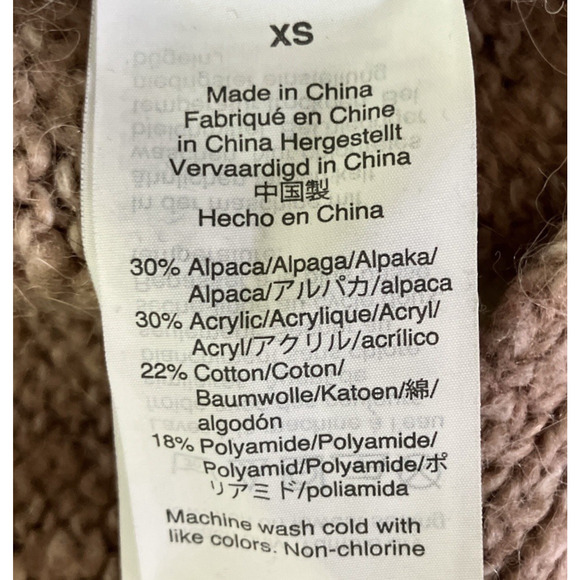 XS
Made in China
Fabriqué en Chine
in China Hergestellt
Vervaardigd in China
中国製
Hecho en China
30% Alpaca/Alpaga/Alpaka/
Alpaca/アルパカ/alpaca
30% Acrylic/Acrylique/Acryl/
Acryl/アクリル/acrílico
22% Cotton/Coton/
Baumwolle/Katoen/綿/
algodón
18% Polyamide/Polyamide/
Polyamid/Polyamide/ポ
リアミド/poliamida
Machine wash cold with
like colors. Non-chlorine